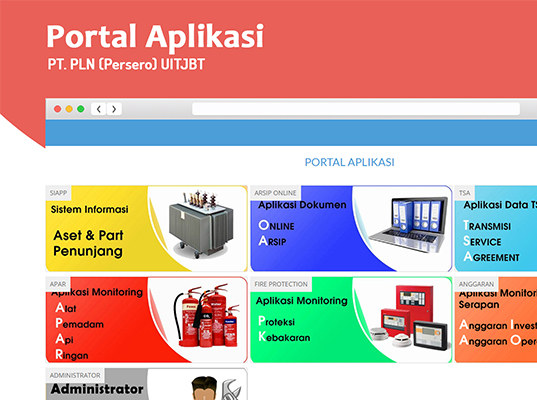 Portal Aplikasi
PT. PLN (Persero) UITJBT
PORTAL APLIKASI
SIAPP
Sistem Informasi
Aset & Part
Penunjang
ARSIP ONLINE
Aplikasi Dokumen
ONLINE
ARSIP
TSA
Aplikasi Data TS
TRANSMISI
SERVICE
AGREEMENT
APAR
Aplikasi Monitoring
Alat
Pemadam
Api
Ringan
FIRE PROTECTION
Aplikasi Monitoring
Proteksi
Kebakaran
ANGGARAN
Aplikasi Monitor
Serapan
Anggaran Invest
Anggaran Oper
ADMINISTRATOR
Administrator